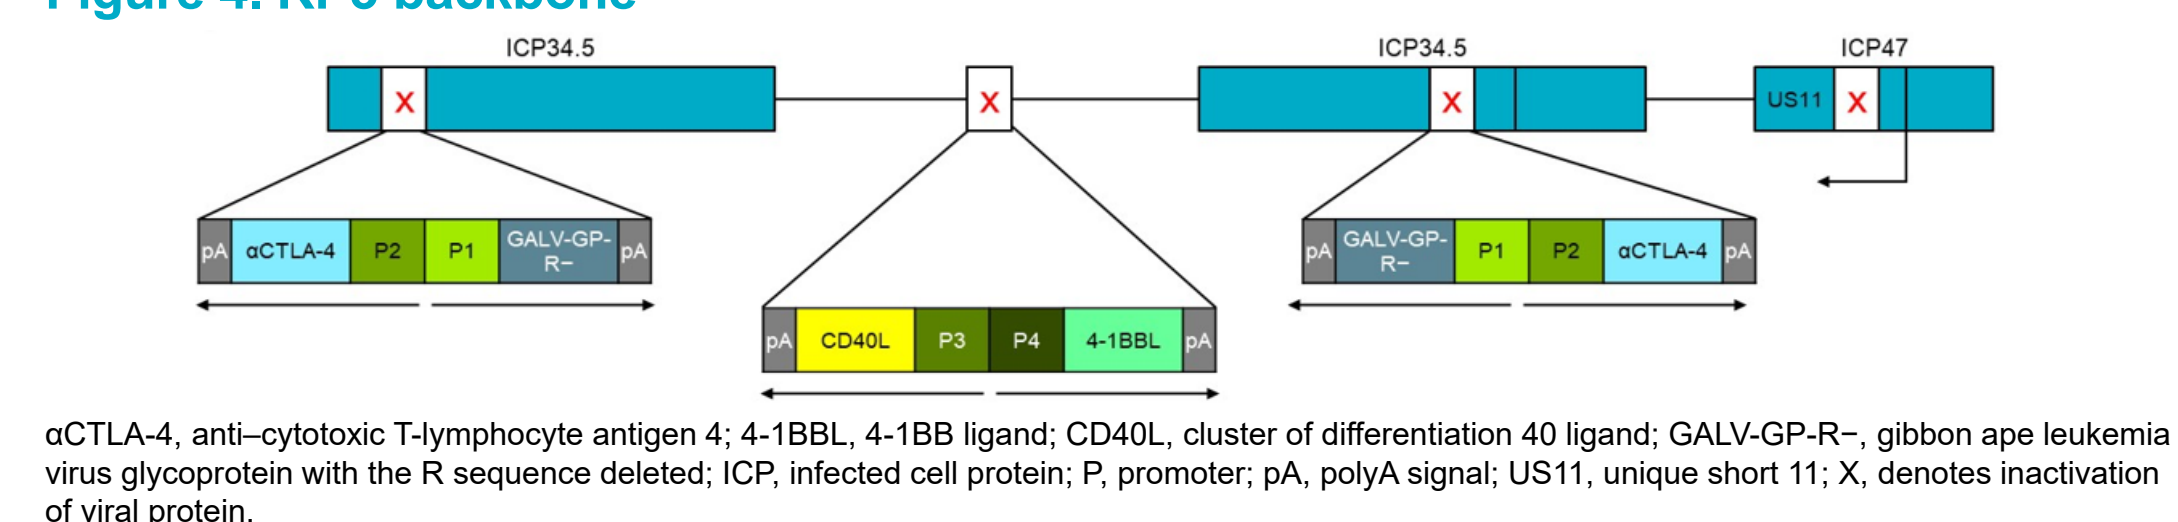 Figure 4. RP3 backbone
ICP34.5
ICP34.5
ICP47
X
X
X
US11
X
pA
αCTLA-4
P2
P1
GALV-GP-
R−
pA
pA
GALV-GP-
R−
P1
P2
αCTLA-4
pA
pA
CD40L
P3
P4
4-1BBL
pA
αCTLA-4, anti–cytotoxic T-lymphocyte antigen 4; 4-1BBL, 4-1BB ligand; CD40L, cluster of differentiation 40 ligand; GALV-GP-R−, gibbon ape leukemia
virus glycoprotein with the R sequence deleted; ICP, infected cell protein; P, promoter; pA, polyA signal; US11, unique short 11; X, denotes inactivation
of viral protein.